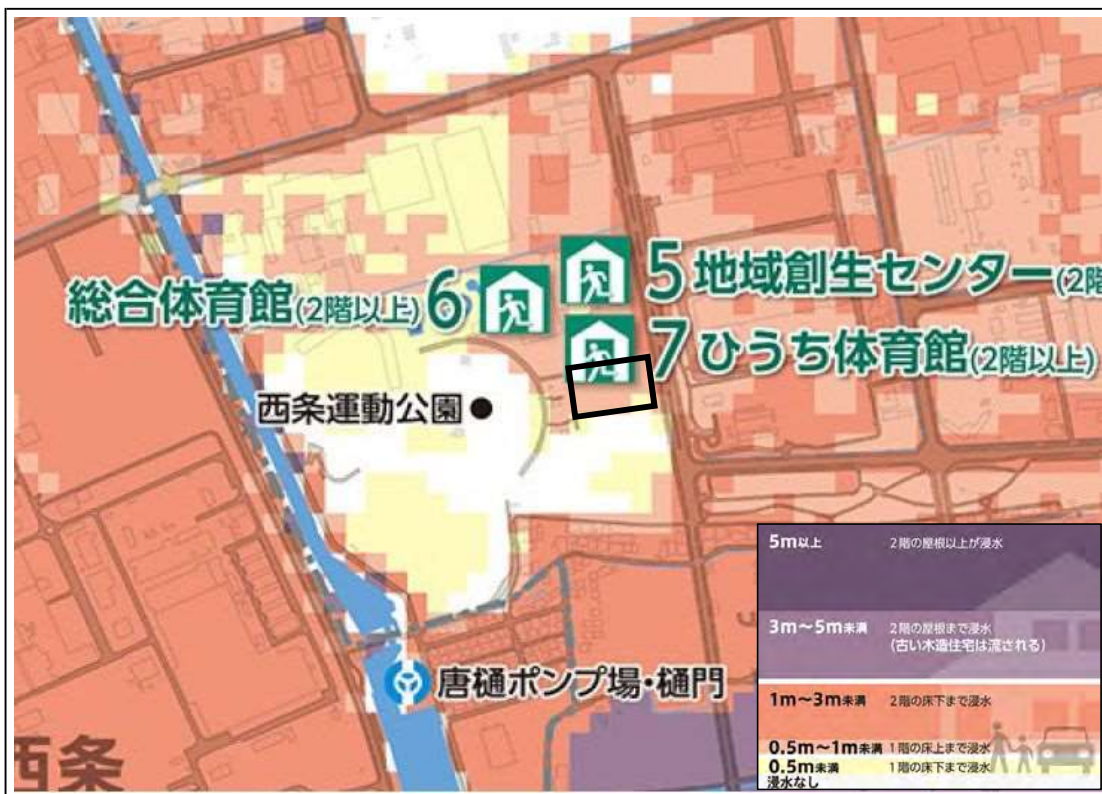 総合体育館(2階以上) 6
5 地域創生センター(2階
7 ひうち体育館(2階以上)
西条運動公園
唐樋ポンプ場・樋門
西条
5m以上 2階の屋根以上が浸水
3m〜5m未満 2階の屋根まで浸水
(古い木造住宅は流される)
1m〜3m未満 2階の床下まで浸水
0.5m〜1m未満 1階の床上まで浸水
0.5m未満 1階の床下まで浸水
浸水なし